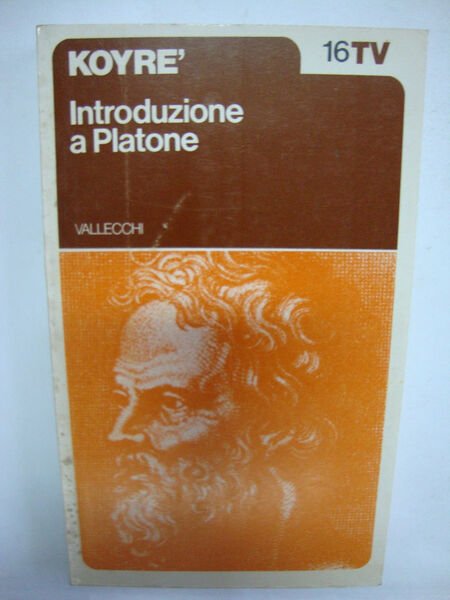 KOYRE'
16TV
Introduzione
a Platone
VALLECCHI